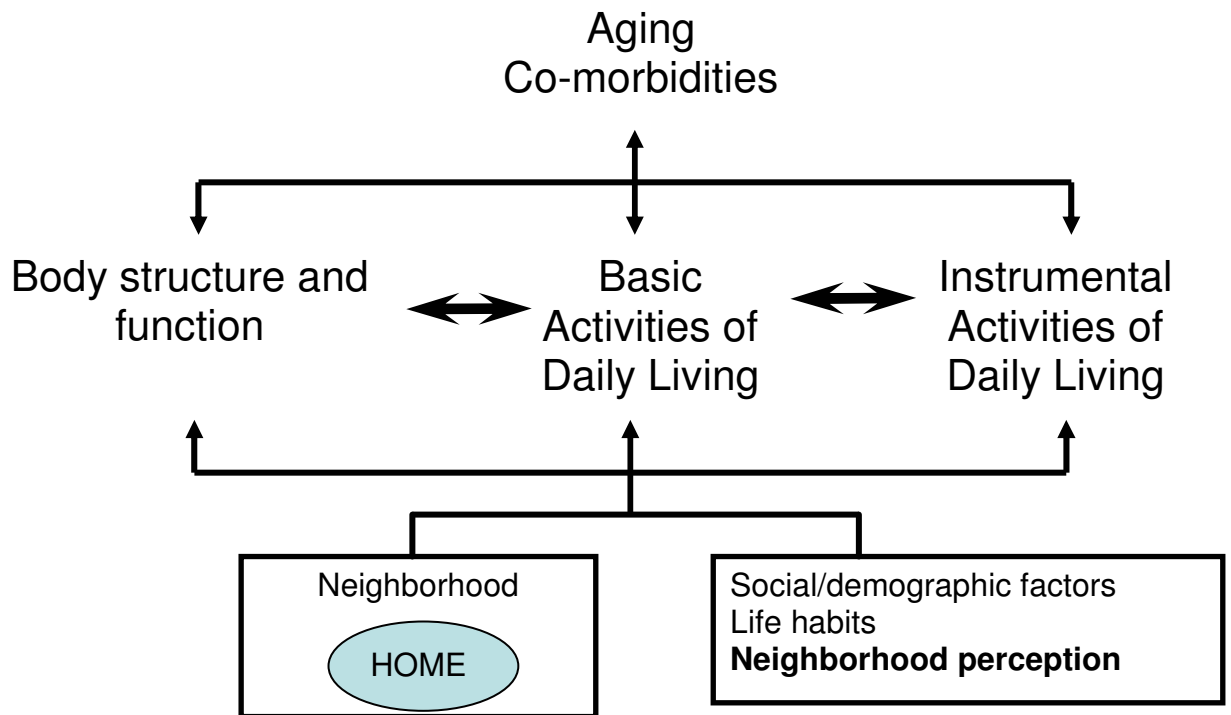 Aging
Co-morbidities
Body structure and
function
Basic
Activities of
Daily Living
Instrumental
Activities of
Daily Living
Neighborhood
HOME
Social/demographic factors
Life habits
Neighborhood perception